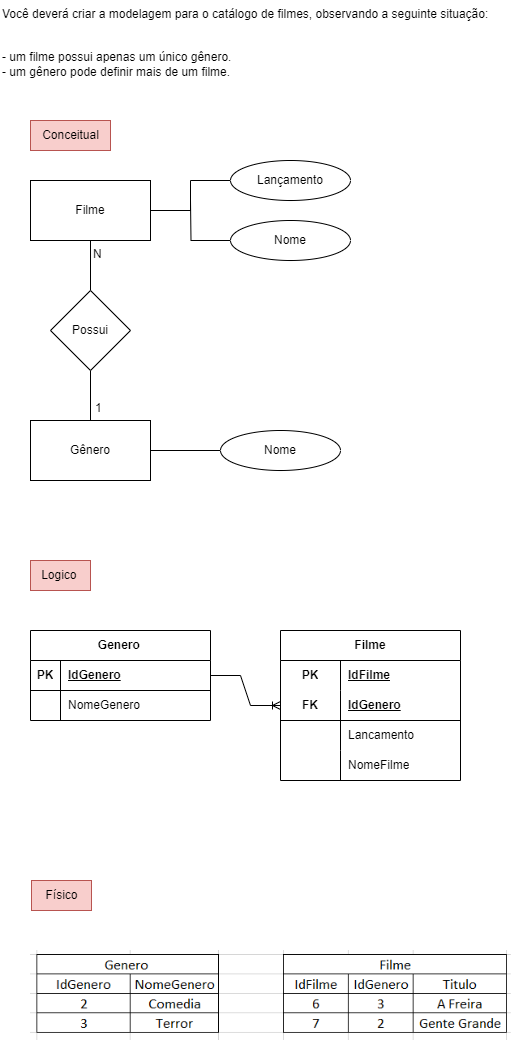 Você deverá criar a modelagem para o catálogo de filmes, observando a seguinte situação:
- um filme possui apenas um único gênero.
- um gênero pode definir mais de um filme.
Conceitual
Lançamento
Filme
Nome
N
Possui
1
Gênero
Nome
Logico
Genero
PK IdGenero
NomeGenero
Filme
PK IdFilme
FK IdGenero
Lancamento
NomeFilme
Físico
Genero
IdGenero NomeGenero
2 Comedia
3 Terror
Filme
IdFilme IdGenero Titulo
6 3 A Freira
7 2 Gente Grande